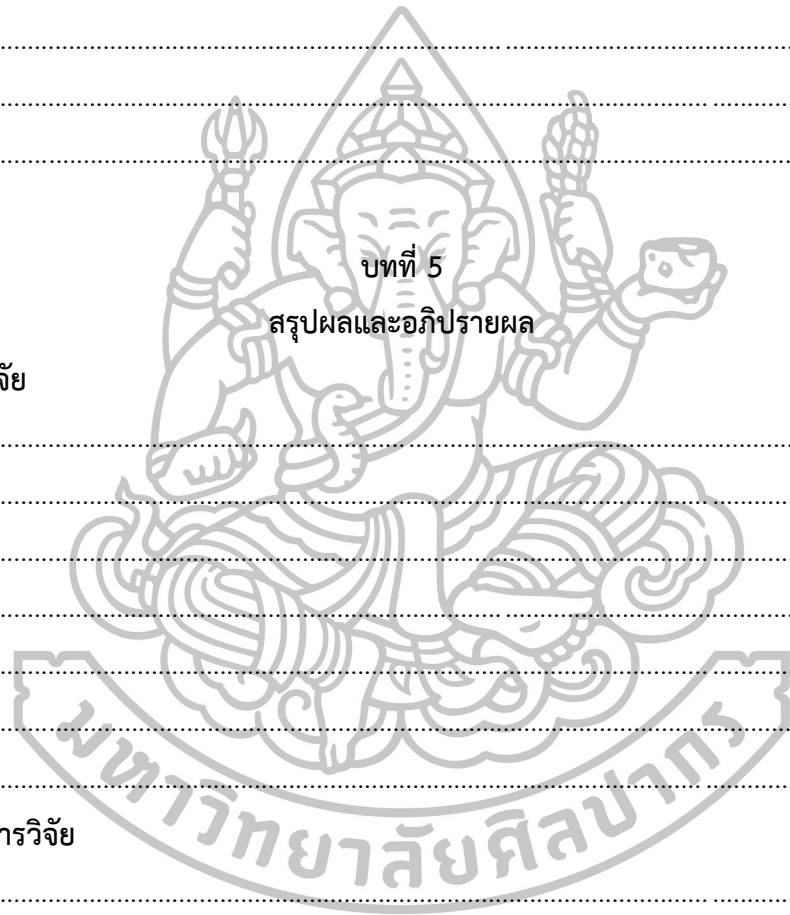 บทที่ 5
สรุปผลและอภิปรายผล
จัย
ารวิจัย
มหาวิทยาลัยศิลปากร